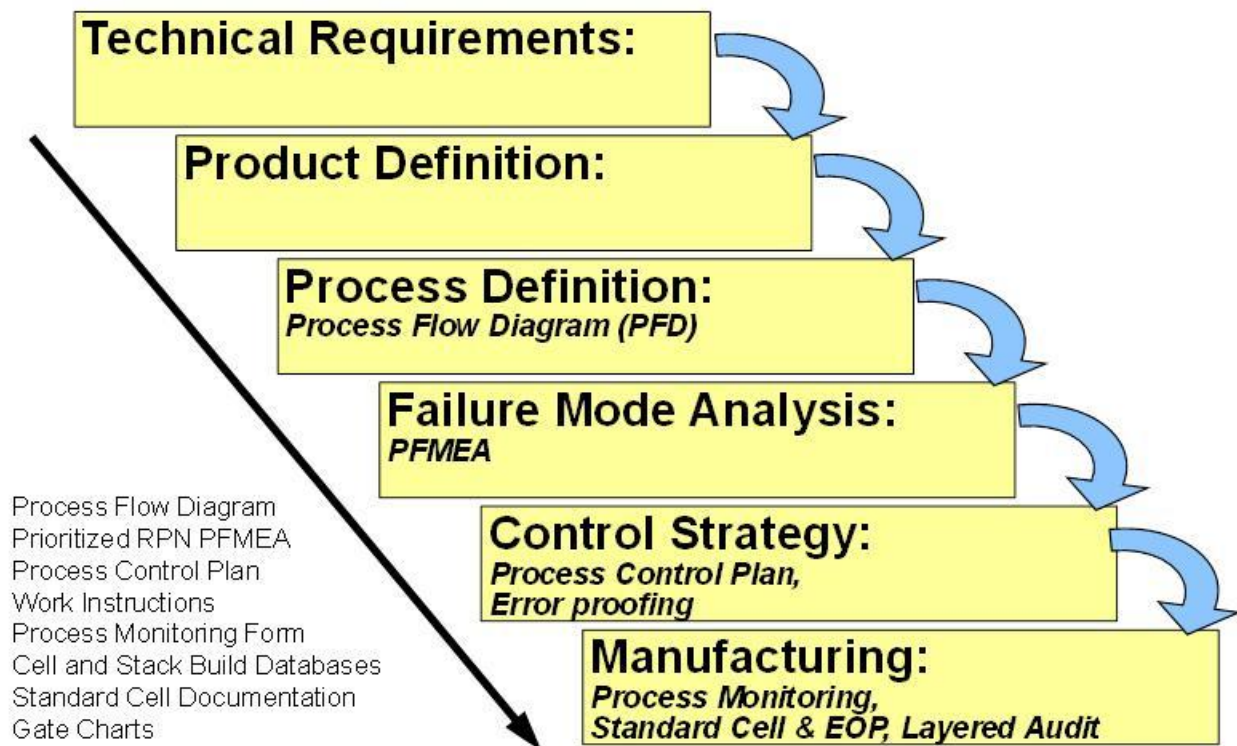 Technical Requirements:
Product Definition:
Process Definition:
Process Flow Diagram (PFD)
Failure Mode Analysis:
PFMEA
Control Strategy:
Process Control Plan,
Error proofing
Manufacturing:
Process Monitoring,
Standard Cell & EOP, Layered Audit
Process Flow Diagram
Prioritized RPN PFMEA
Process Control Plan
Work Instructions
Process Monitoring Form
Cell and Stack Build Databases
Standard Cell Documentation
Gate Charts